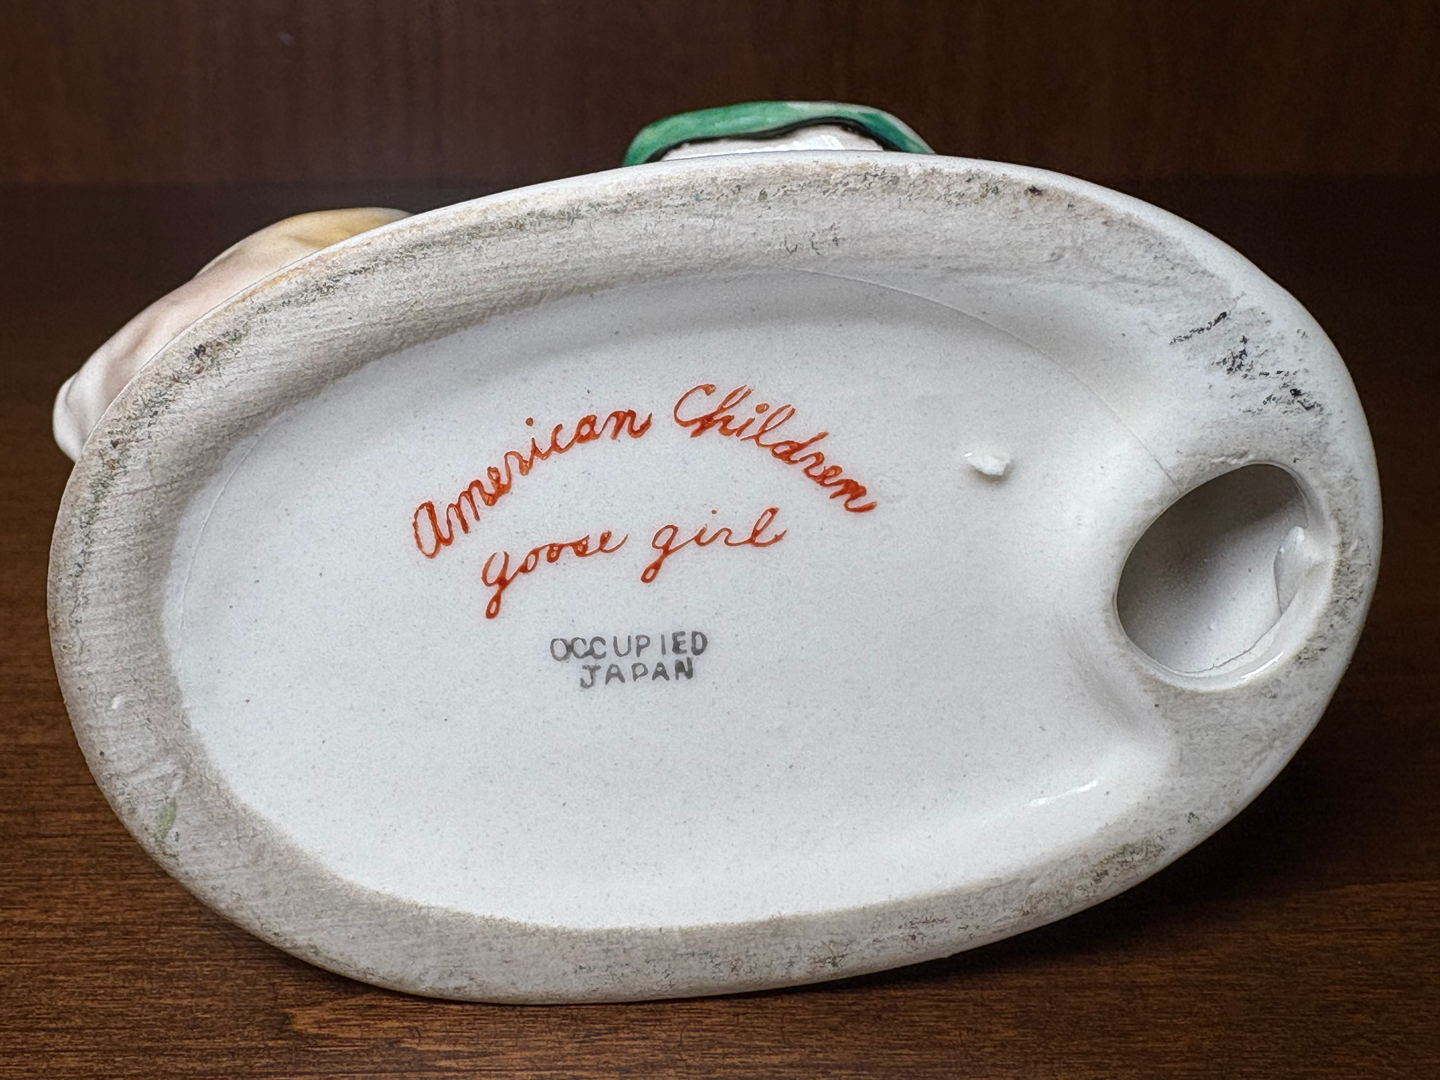 American Children
goose girl
OCCUPIED
JAPAN